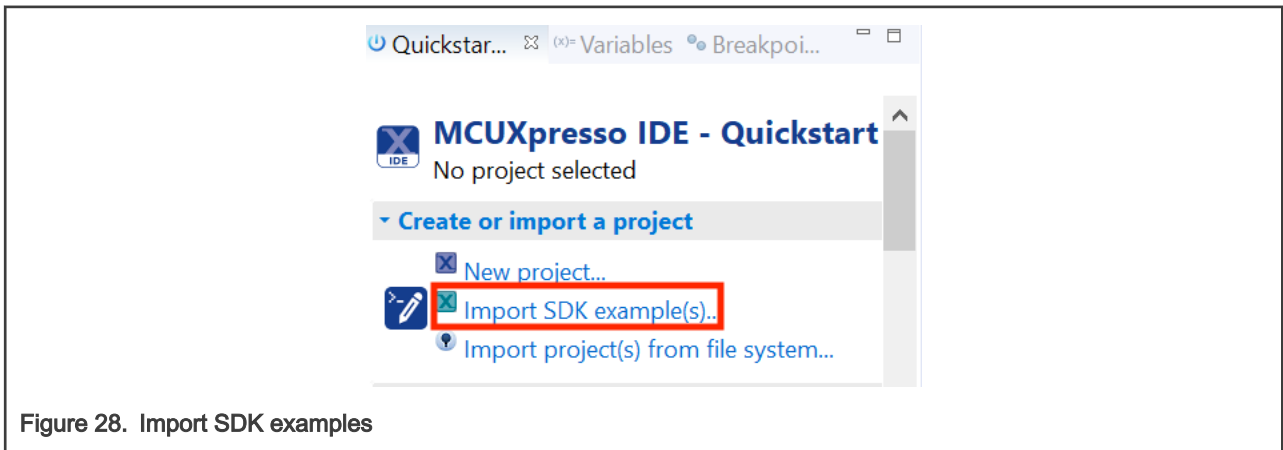 Quickstar... (x)= Variables Breakpoi...
MCUXpresso IDE - Quickstart
IDE
No project selected
Create or import a project
New project...
Import SDK example(s)..
Import project(s) from file system...
Figure 28. Import SDK examples